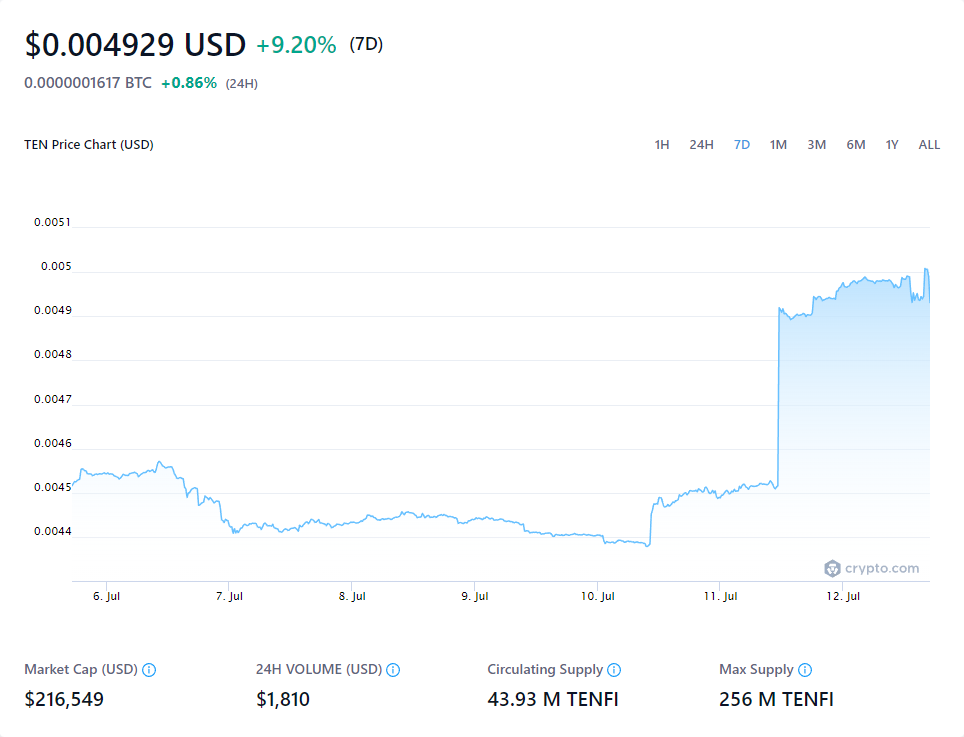 $0.004929 USD +9.20% (7D)
0.0000001617 BTC +0.86% (24H)
TEN Price Chart (USD) 1H 24H 7D 1M 3M 6M 1Y ALL
0.0051
0.005
0.0049
0.0048
0.0047
0.0046
0.0045
0.0044
crypto.com
6. Jul 7. Jul 8. Jul 9. Jul 10. Jul 11. Jul 12. Jul
Market Cap (USD) 24H VOLUME (USD) Circulating Supply Max Supply
$216,549 $1,810 43.93 M TENFI 256 M TENFI